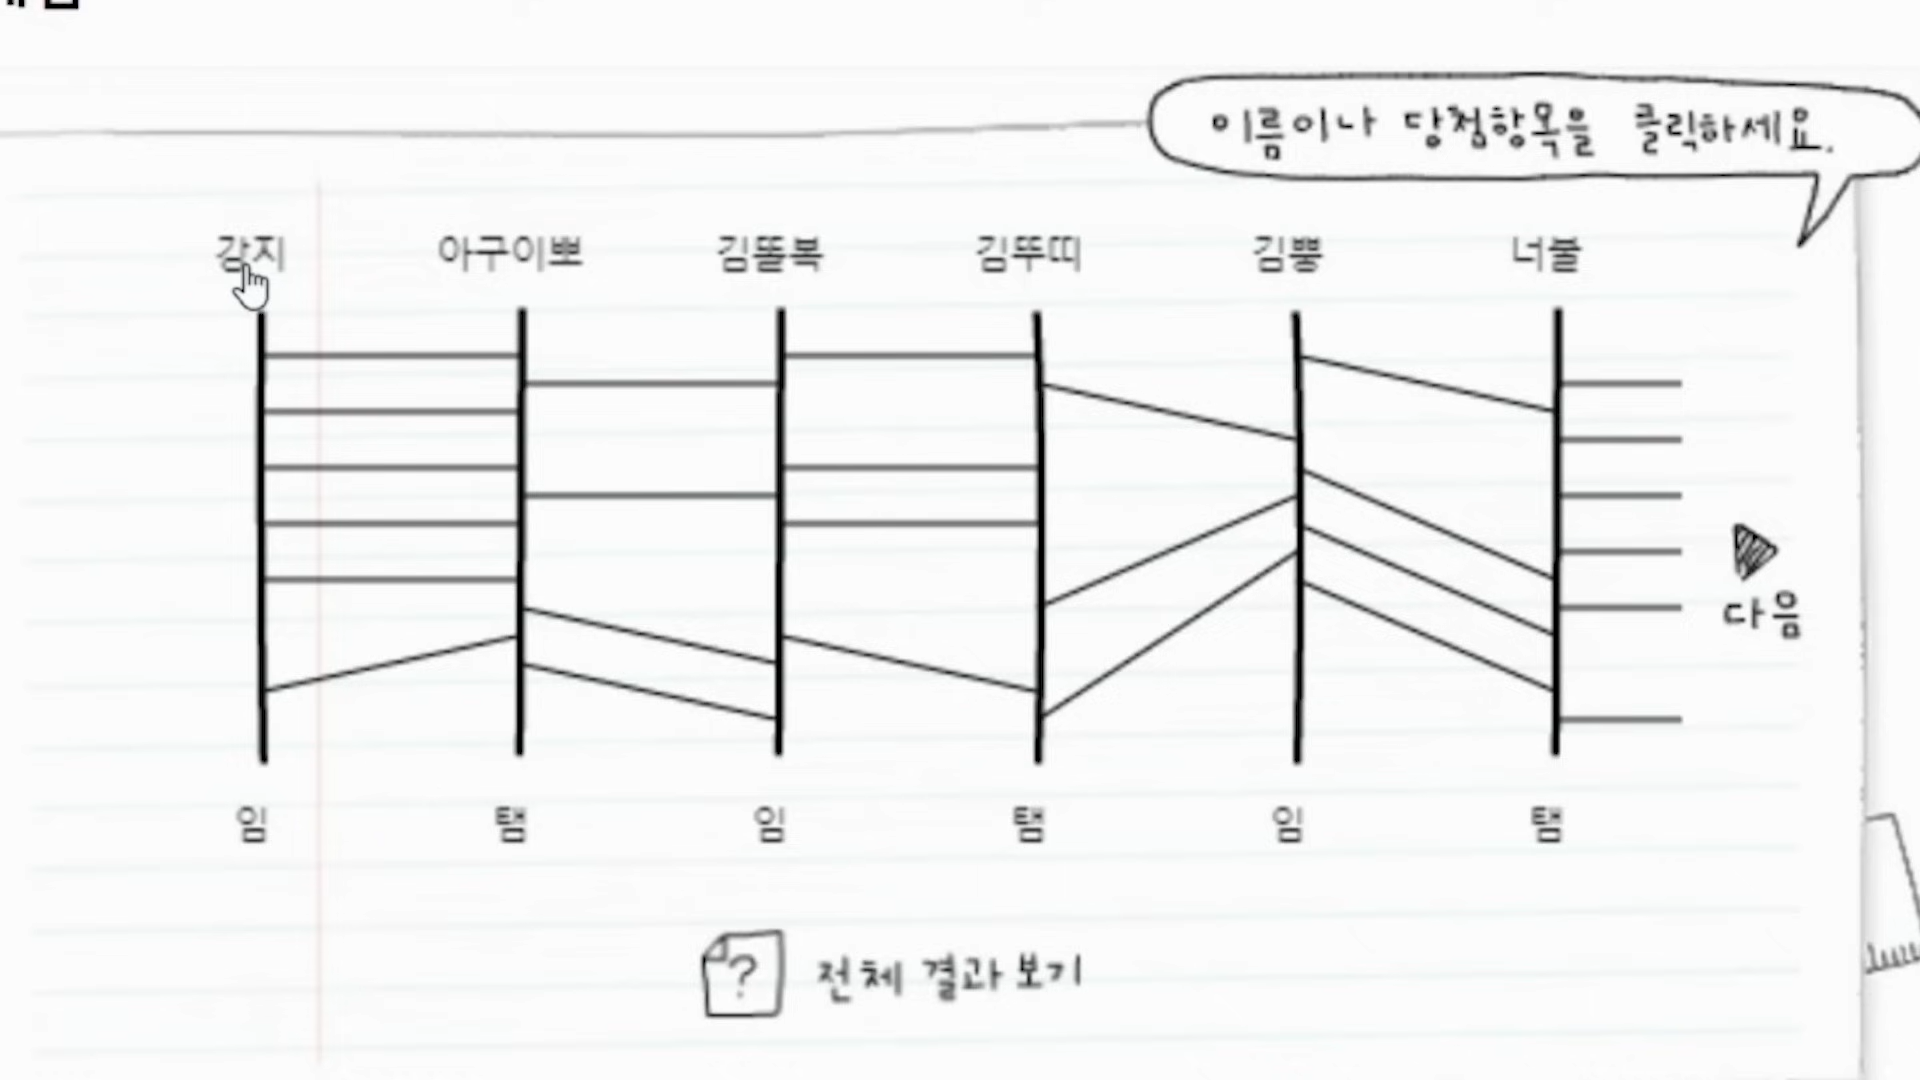 이름이나 당첨항목을 클릭하세요.
감지 아구이뽀 김똘복 김뚜띠 김뿡 너불
다음
임 탬 임 탬 임 탬
? 전체 결과보기